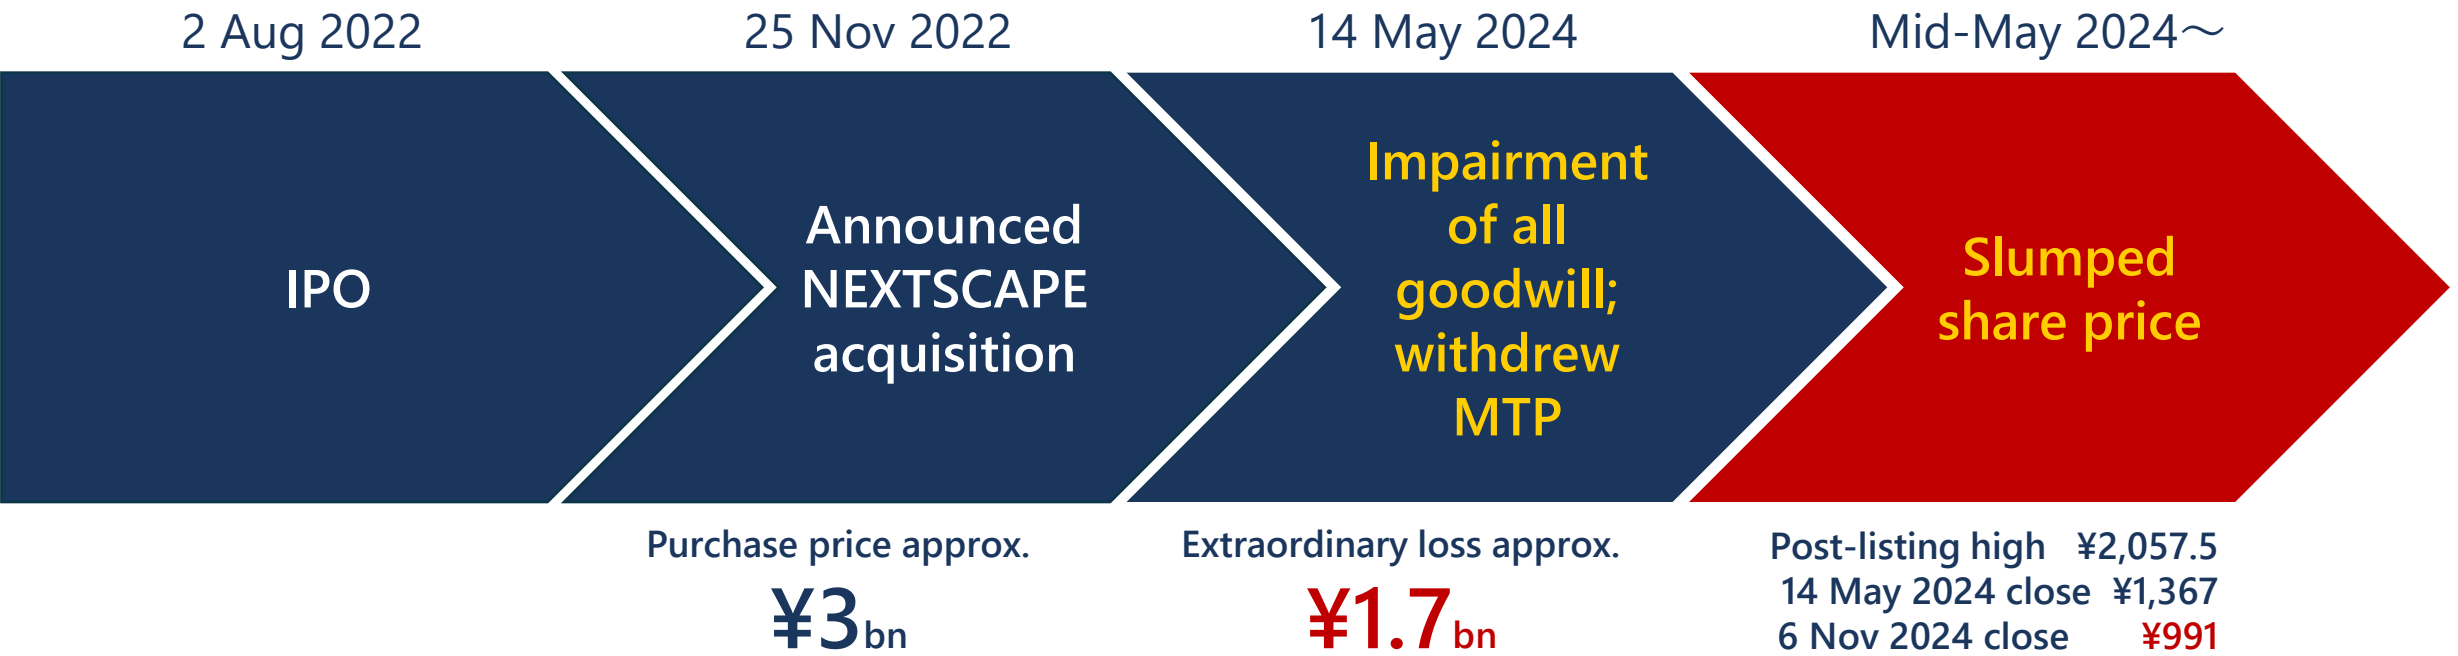 2 Aug 2022
25 Nov 2022
14 May 2024
Mid-May 2024～
IPO
Announced
NEXTSCAPE
acquisition
Impairment
of all
goodwill;
withdrew
MTP
Slumped
share price
Purchase price approx.
¥3bn
Extraordinary loss approx.
¥1.7bn
Post-listing high ¥2,057.5
14 May 2024 close ¥1,367
6 Nov 2024 close ¥991